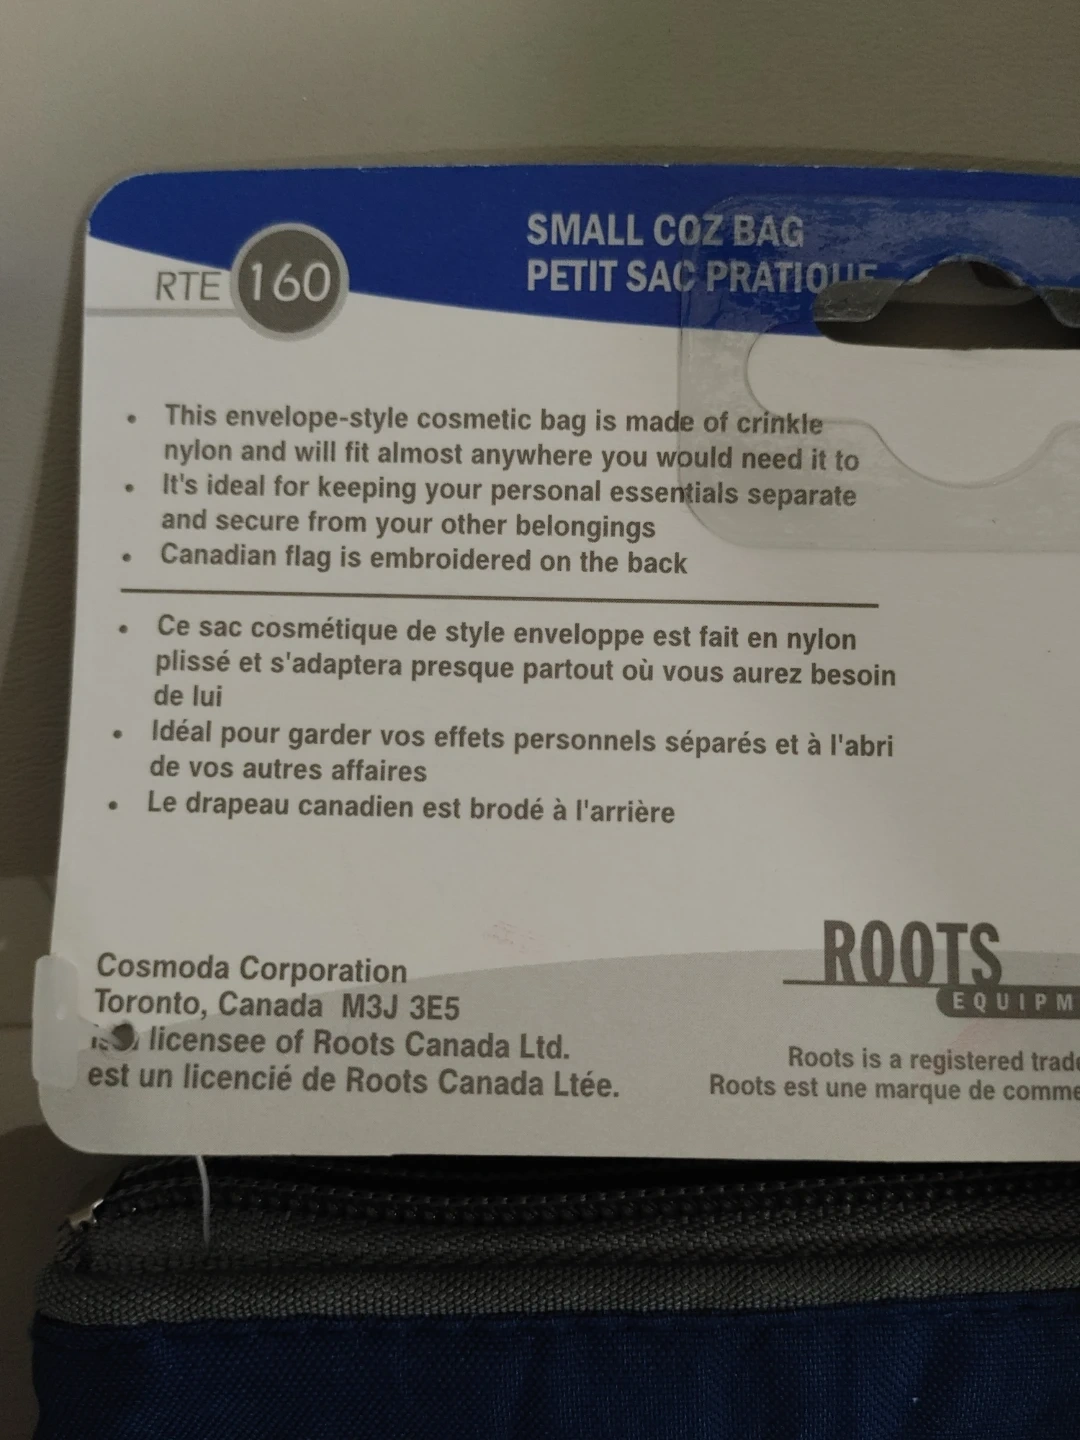 SMALL COZ BAG
PETIT SAC PRATIQUE
RTE 160
• This envelope-style cosmetic bag is made of crinkle
nylon and will fit almost anywhere you would need it to
• It's ideal for keeping your personal essentials separate
and secure from your other belongings
• Canadian flag is embroidered on the back
• Ce sac cosmétique de style enveloppe est fait en nylon
plissé et s'adaptera presque partout où vous aurez besoin
de lui
• Idéal pour garder vos effets personnels séparés et à l'abri
de vos autres affaires
• Le drapeau canadien est brodé à l'arrière
Cosmoda Corporation
Toronto, Canada M3J 3E5
licensee of Roots Canada Ltd.
est un licencié de Roots Canada Ltée.
ROOTS
Roots is a registered
Roots est une marque de